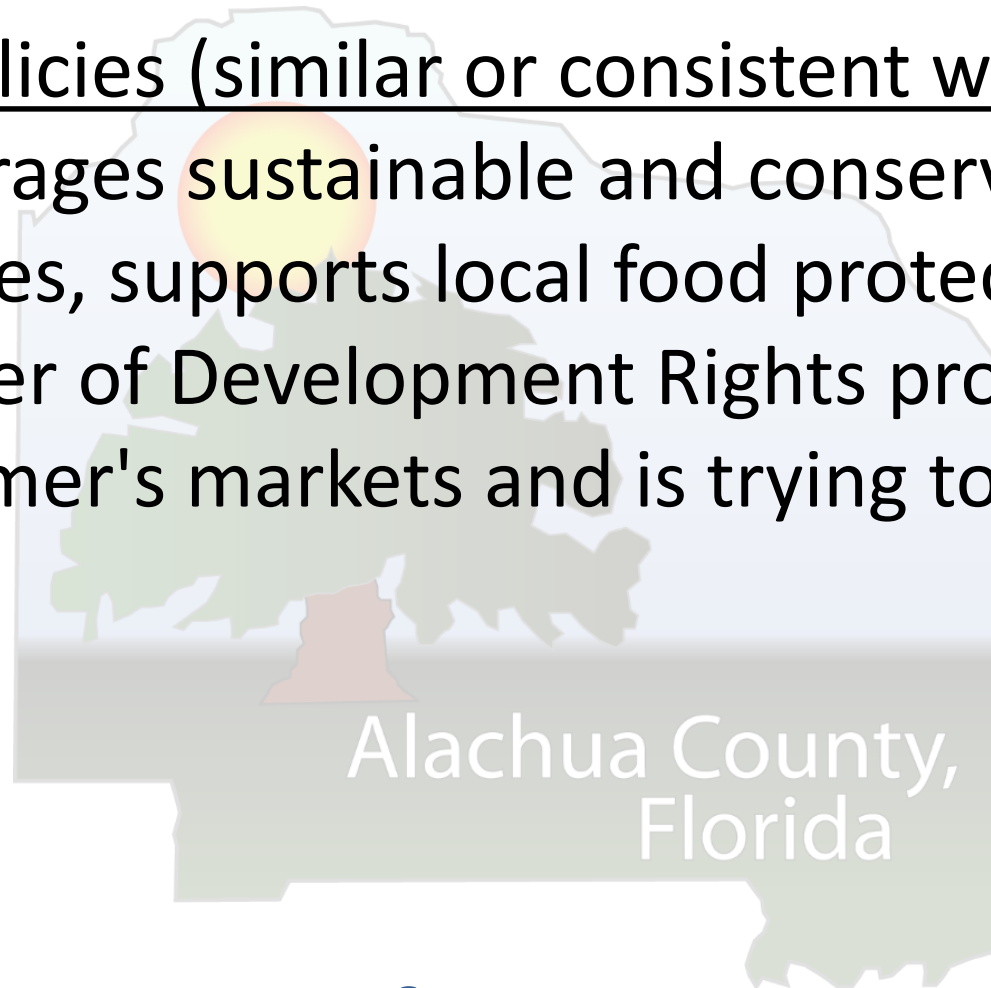 licies (similar or consistent w
rages sustainable and conserv
es, supports local food protec
er of Development Rights pro
mer's markets and is trying to
Alachua County,
Florida